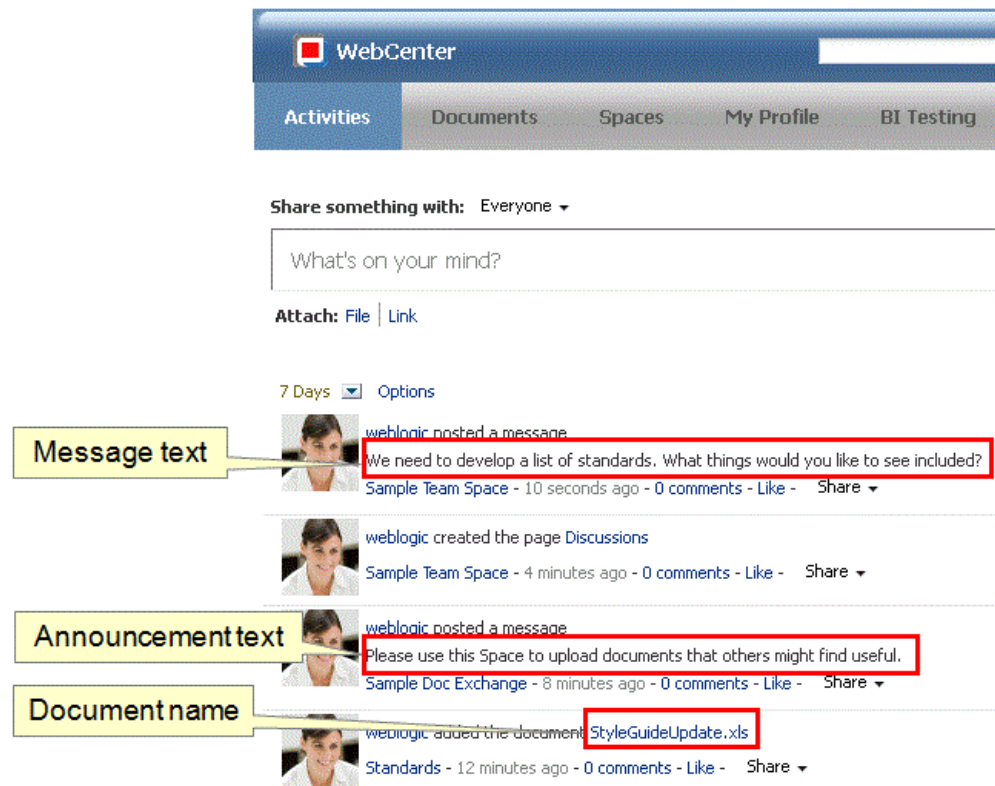 WebCenter
Activities Documents Spaces My Profile BI Testing
Share something with: Everyone
What's on your mind?
Attach: File | Link
7 Days Options
weblogic posted a message
Message text
We need to develop a list of standards. What things would you like to see included?
Sample Team Space - 10 seconds ago - 0 comments - Like - Share
weblogic created the page Discussions
Sample Team Space - 4 minutes ago - 0 comments - Like - Share
weblogic posted a message
Announcement text
Please use this Space to upload documents that others might find useful.
Sample Doc Exchange - 8 minutes ago - 0 comments - Like - Share
Document name
weblogic added the document StyleGuideUpdate.xls
Standards - 12 minutes ago - 0 comments - Like - Share